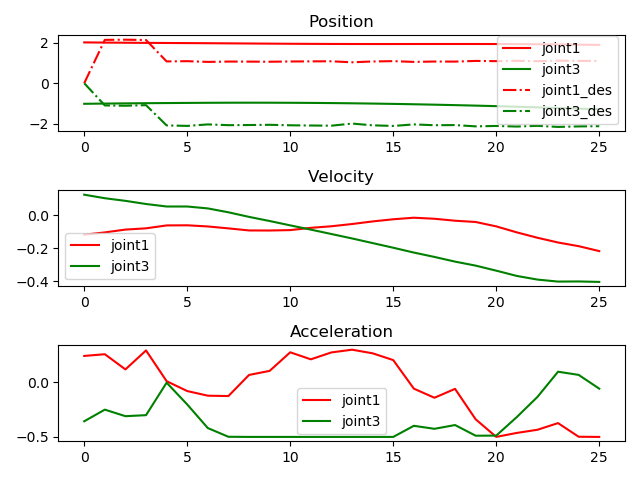 Position
2
0
−2
joint1
joint3
joint1_des
joint3_des
0 5 10 15 20 25
Velocity
0.0
−0.2
−0.4
joint1
joint3
0 5 10 15 20 25
Acceleration
0.0
−0.5
joint1
joint3
0 5 10 15 20 25